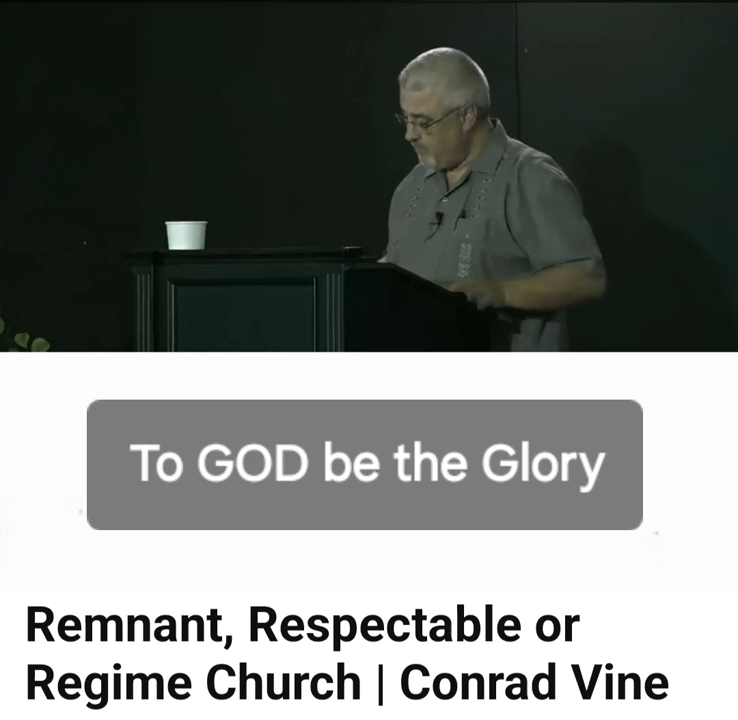 To GOD be the Glory
Remnant, Respectable or
Regime Church | Conrad Vine